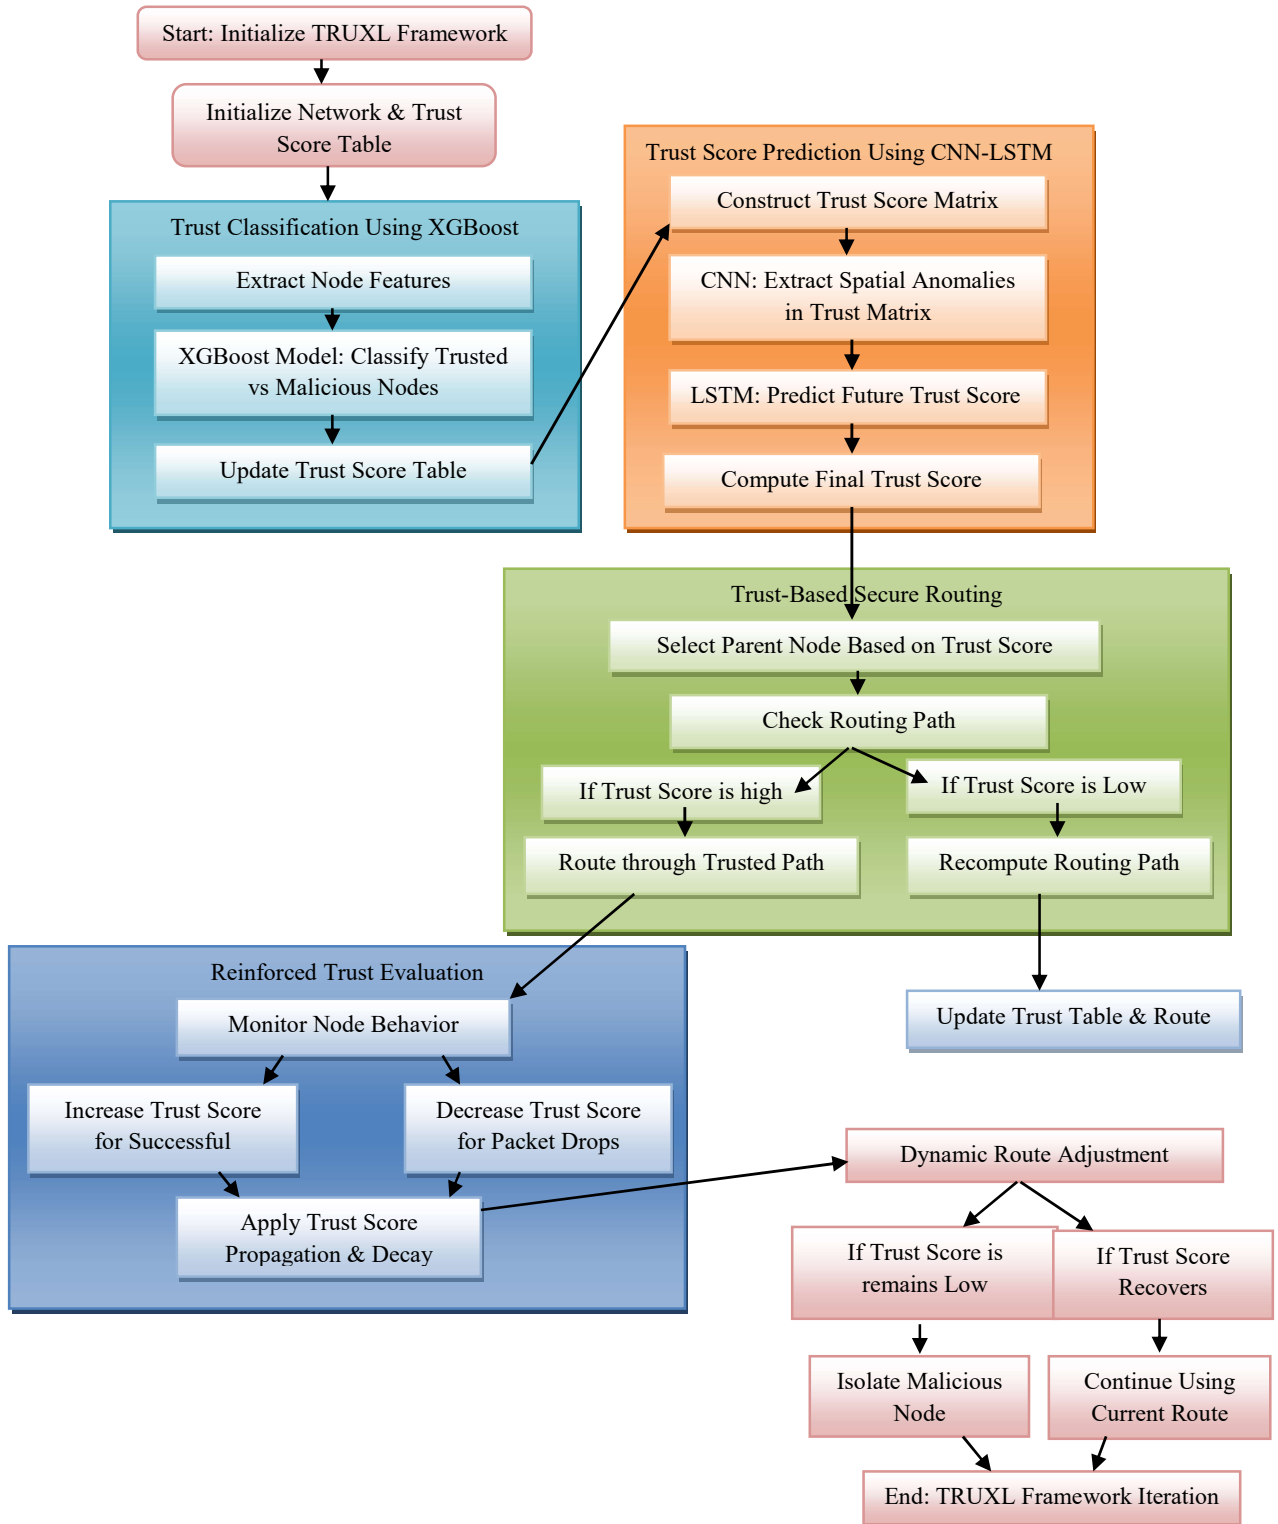 Start: Initialize TRUXL Framework
Initialize Network & Trust
Score Table
Trust Classification Using XGBoost
Extract Node Features
XGBoost Model: Classify Trusted
vs Malicious Nodes
Update Trust Score Table
Trust Score Prediction Using CNN-LSTM
Construct Trust Score Matrix
CNN: Extract Spatial Anomalies
in Trust Matrix
LSTM: Predict Future Trust Score
Compute Final Trust Score
Trust-Based Secure Routing
Select Parent Node Based on Trust Score
Check Routing Path
If Trust Score is high
If Trust Score is Low
Route through Trusted Path
Recompute Routing Path
Update Trust Table & Route
Reinforced Trust Evaluation
Monitor Node Behavior
Increase Trust Score
for Successful
Decrease Trust Score
for Packet Drops
Apply Trust Score
Propagation & Decay
Dynamic Route Adjustment
If Trust Score is
remains Low
If Trust Score
Recovers
Isolate Malicious
Node
Continue Using
Current Route
End: TRUXL Framework Iteration